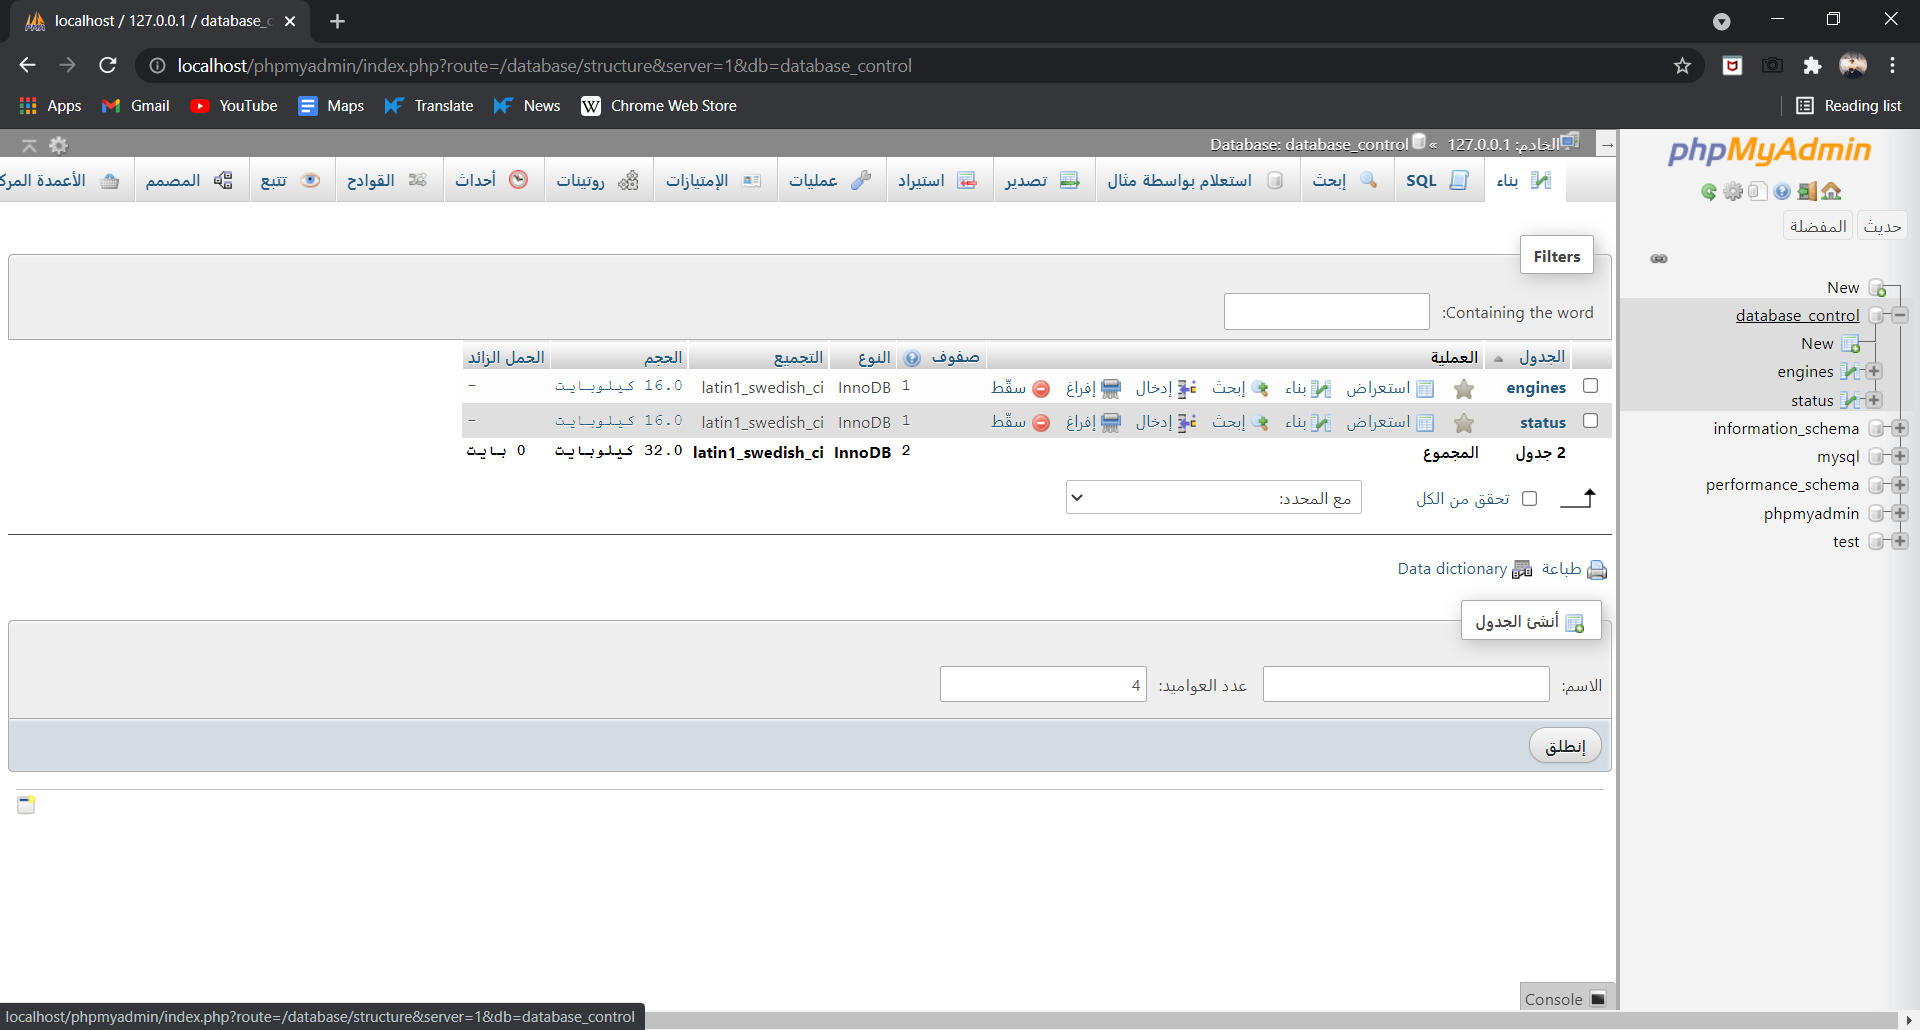 localhost / 127.0.0.1 / database_c
localhost/phpmyadmin/index.php?route=/database/structure&server=1&db=database_control
Apps Gmail YouTube Maps Translate News Chrome Web Store Reading list
الخادم: 127.0.0.1 » Database: database_control
بناء SQL إبحث استعلام بواسطة مثال تصدير استيراد عمليات الإمتيازات روتينات أحداث القوادح تتبع المصمم الأعمدة المرك
phpMyAdmin
حديث المفضلة
New
database_control
New
engines
status
information_schema
mysql
performance_schema
phpmyadmin
test
Filters
Containing the word:
الجدول العملية صفوف النوع التجميع الحجم الحمل الزائد
engines استعراض بناء إبحث إدخال إفراغ سقّط 1 InnoDB latin1_swedish_ci 16.0 كيلوبايت -
status استعراض بناء إبحث إدخال إفراغ سقّط 1 InnoDB latin1_swedish_ci 16.0 كيلوبايت -
2 جدول المجموع 2 InnoDB latin1_swedish_ci 32.0 كيلوبايت 0 بايت
تحقق من الكل مع المحدد:
طباعة Data dictionary
أنشئ الجدول
الاسم: عدد العواميد: 4
إنطلق
Console
localhost/phpmyadmin/index.php?route=/database/structure&server=1&db=database_control